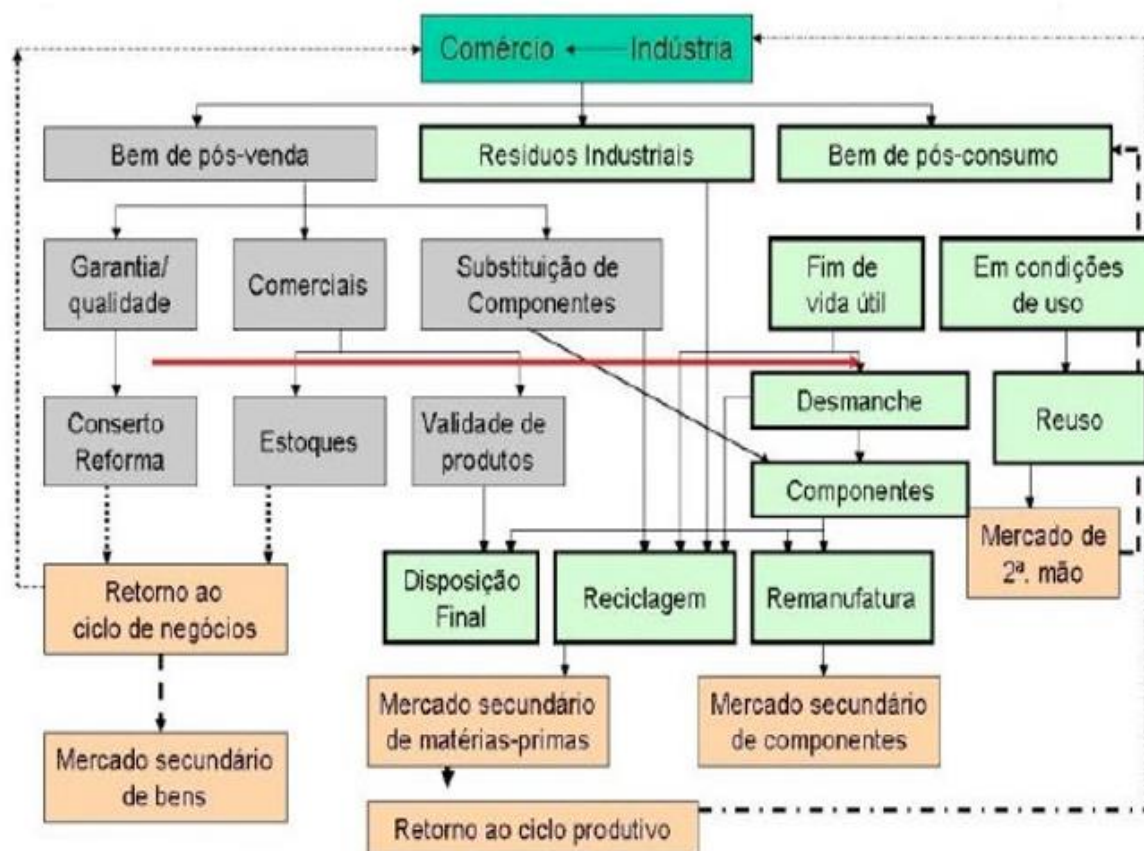 Comércio Indústria
Bem de pós-venda
Resíduos Industriais
Bem de pós-consumo
Garantia/
qualidade
Comerciais
Substituição de
Componentes
Fim de
vida útil
Em condições
de uso
Conserto
Reforma
Estoques
Validade de
produtos
Desmanche
Reuso
Componentes
Retorno ao
ciclo de negócios
Disposição
Final
Reciclagem
Remanufatura
Mercado de
2ª. mão
Mercado secundário
de bens
Mercado secundário
de matérias-primas
Mercado secundário
de componentes
Retorno ao ciclo produtivo